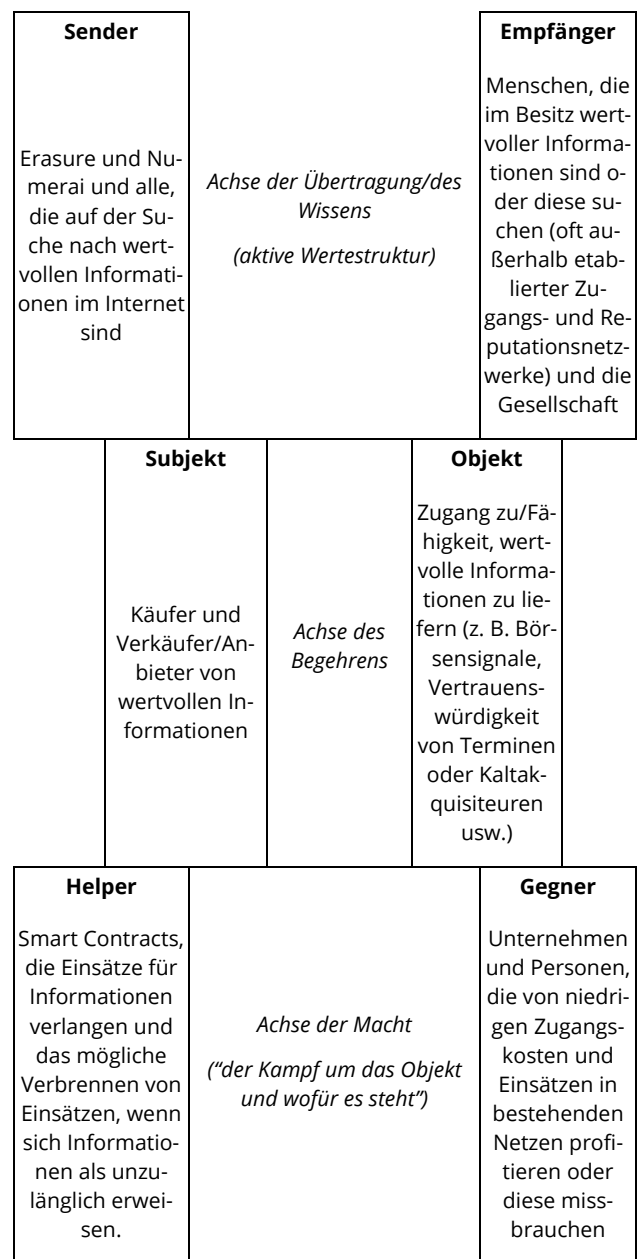 Sender
Erasure und Nu-
merai und alle,
die auf der Su-
che nach wert-
vollen Informati-
onen im Internet
sind
Achse der Übertragung/des
Wissens
(aktive Wertestruktur)
Empfänger
Menschen, die
im Besitz wert-
voller Informa-
tionen sind o-
der diese su-
chen (oft au-
ßerhalb etab-
lierter Zu-
gangs- und Re-
putationsnetz-
werke) und die
Gesellschaft
Subjekt
Käufer und
Verkäufer/An-
bieter von
wertvollen In-
formationen
Achse des
Begehrens
Objekt
Zugang zu/Fä-
higkeit, wert-
volle Informa-
tionen zu lie-
fern (z. B. Bör-
sensignale,
Vertrauens-
würdigkeit
von Terminen
oder Kaltak-
quisiteuren
usw.)
Helper
Smart Contracts,
die Einsätze für
Informationen
verlangen und
das mögliche
Verbrennen von
Einsätzen, wenn
sich Informatio-
nen als unzu-
länglich erwei-
sen.
Achse der Macht
(“der Kampf um das Objekt
und wofür es steht”)
Gegner
Unternehmen
und Personen,
die von niedri-
gen Zugangs-
kosten und
Einsätzen in
bestehenden
Netzen profi-
tieren oder
diese miss-
brauchen